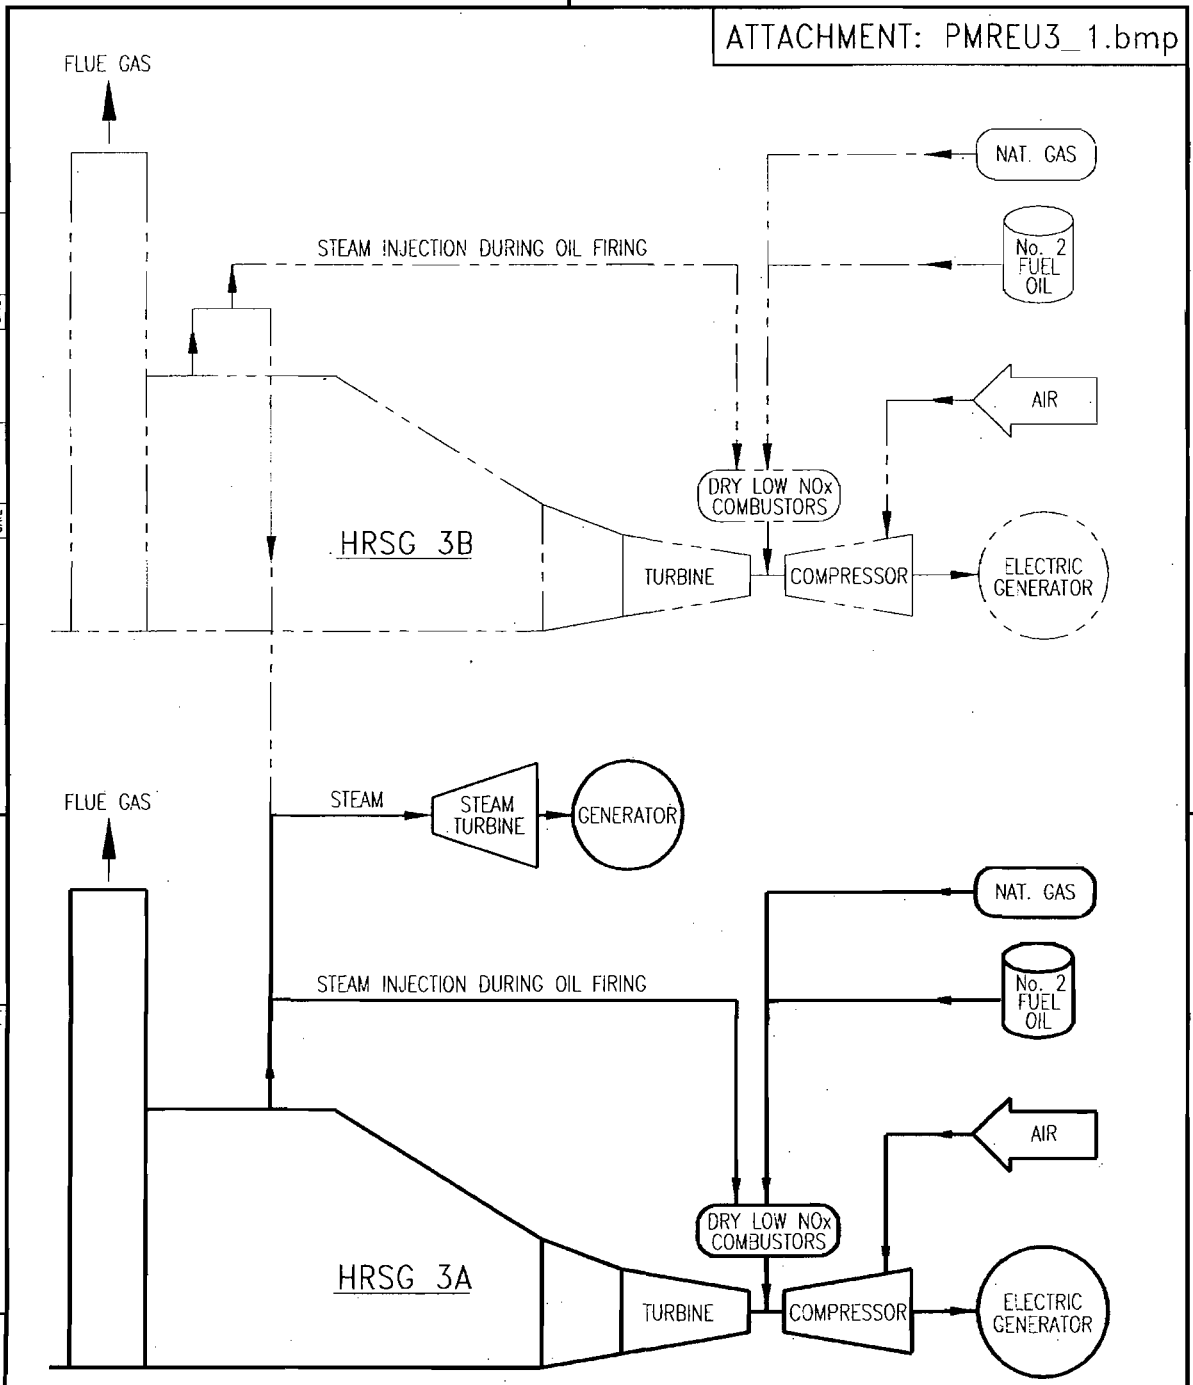 ATTACHMENT: PMREU3_1.bmp
FLUE GAS
NAT. GAS
STEAM INJECTION DURING OIL FIRING
No. 2
FUEL
OIL
AIR
DRY LOW NOx
COMBUSTORS
HRSG 3B
TURBINE
COMPRESSOR
ELECTRIC
GENERATOR
FLUE GAS
STEAM
STEAM
TURBINE
GENERATOR
NAT. GAS
STEAM INJECTION DURING OIL FIRING
No. 2
FUEL
OIL
AIR
DRY LOW NOx
COMBUSTORS
HRSG 3A
TURBINE
COMPRESSOR
ELECTRIC
GENERATOR